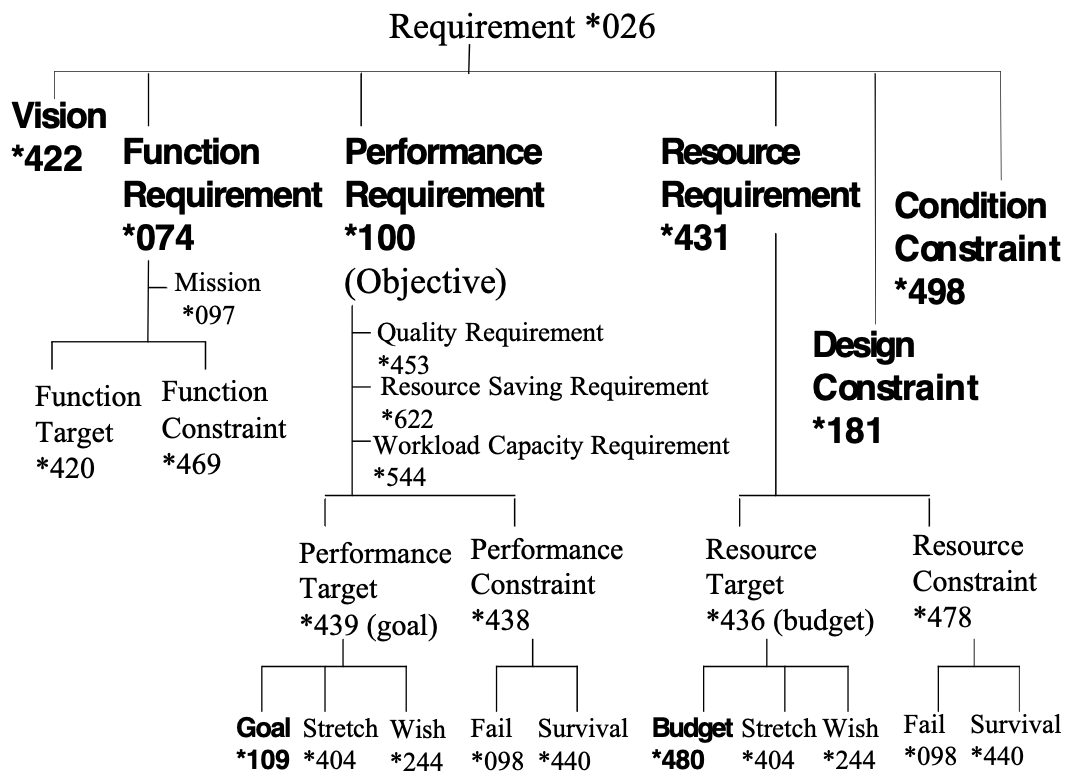 Requirement *026
Vision
*422
Function
Requirement
*074
Mission
*097
Function
Target
*420
Function
Constraint
*469
Performance
Requirement
*100
(Objective)
Quality Requirement
*453
Resource Saving Requirement
*622
Workload Capacity Requirement
*544
Performance
Target
*439 (goal)
Goal
*109
Stretch
*404
Wish
*244
Performance
Constraint
*438
Fail
*098
Survival
*440
Resource
Requirement
*431
Resource
Target
*436 (budget)
Budget
*480
Stretch
*404
Wish
*244
Resource
Constraint
*478
Fail
*098
Survival
*440
Design
Constraint
*181
Condition
Constraint
*498